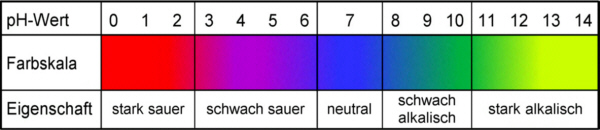 pH-Wert 0 1 2 3 4 5 6 7 8 9 10 11 12 13 14
Farbskala
Eigenschaft stark sauer schwach sauer neutral schwach alkalisch stark alkalisch